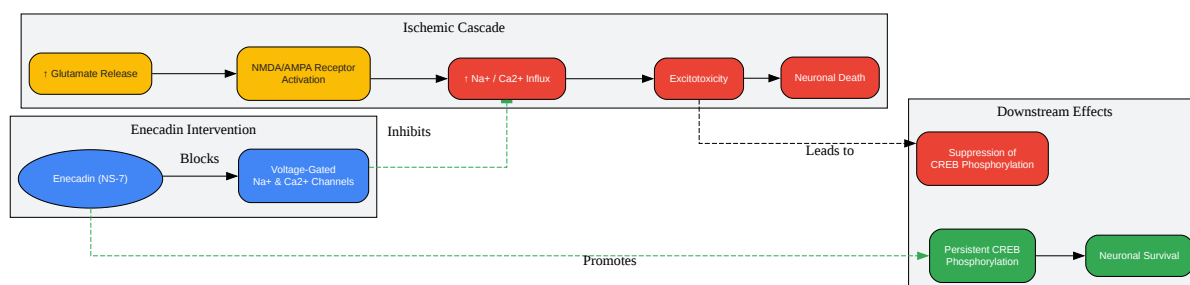 Ischemic Cascade
↑ Glutamate Release
NMDA/AMPA Receptor
Activation
↑ Na+ / Ca2+ Influx
Excitotoxicity
Neuronal Death
Enecadin Intervention
Enecadin (NS-7)
Blocks
Voltage-Gated
Na+ & Ca2+ Channels
Inhibits
Leads to
Downstream Effects
Suppression of
CREB Phosphorylation
Promotes
Persistent CREB
Phosphorylation
Neuronal Survival